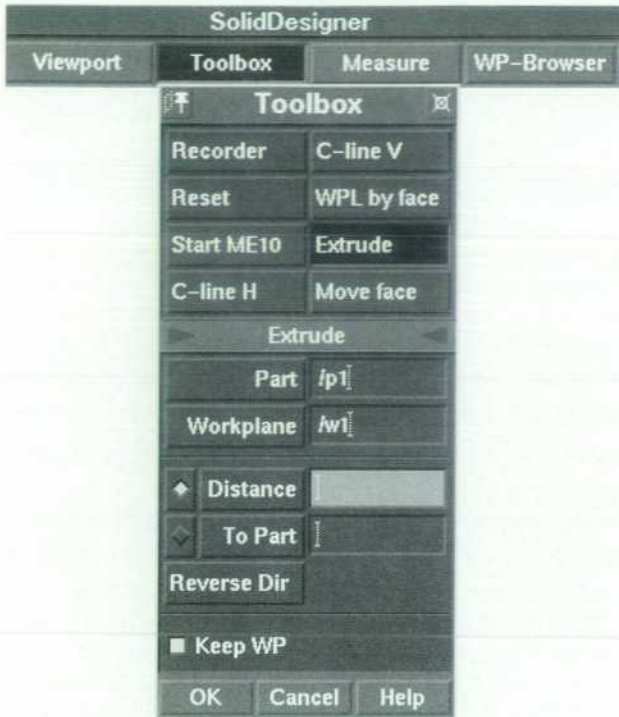 SolidDesigner
Viewport Toolbox Measure WP-Browser
Toolbox
Recorder C-line V
Reset WPL by face
Start ME10 Extrude
C-line H Move face
Extrude
Part /p1
Workplane /w1
Distance
To Part
Reverse Dir
Keep WP
OK Cancel Help